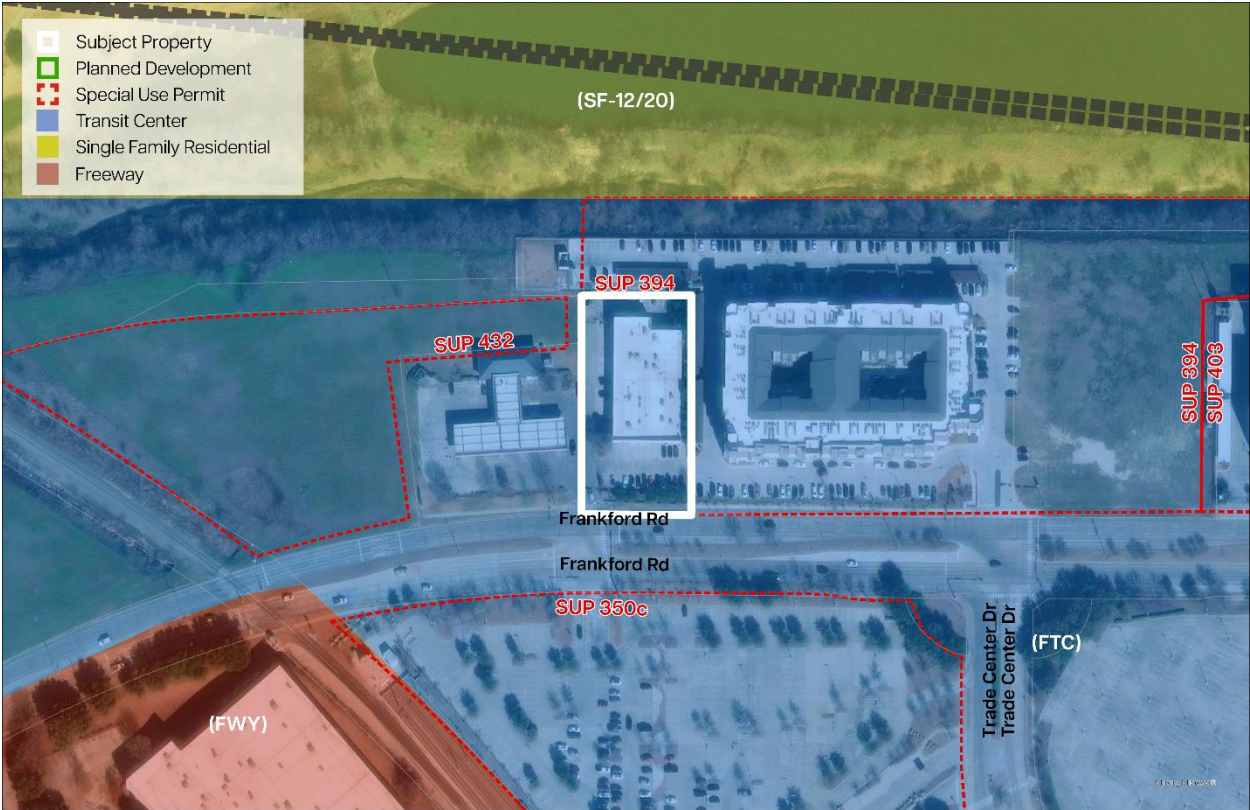 Subject Property
Planned Development
Special Use Permit
Transit Center
Single Family Residential
Freeway
(SF-12/20)
SUP 394
SUP 432
SUP 394
SUP 403
Frankford Rd
Frankford Rd
SUP 350c
Trade Center Dr
Trade Center Dr
(FTC)
(FWY)